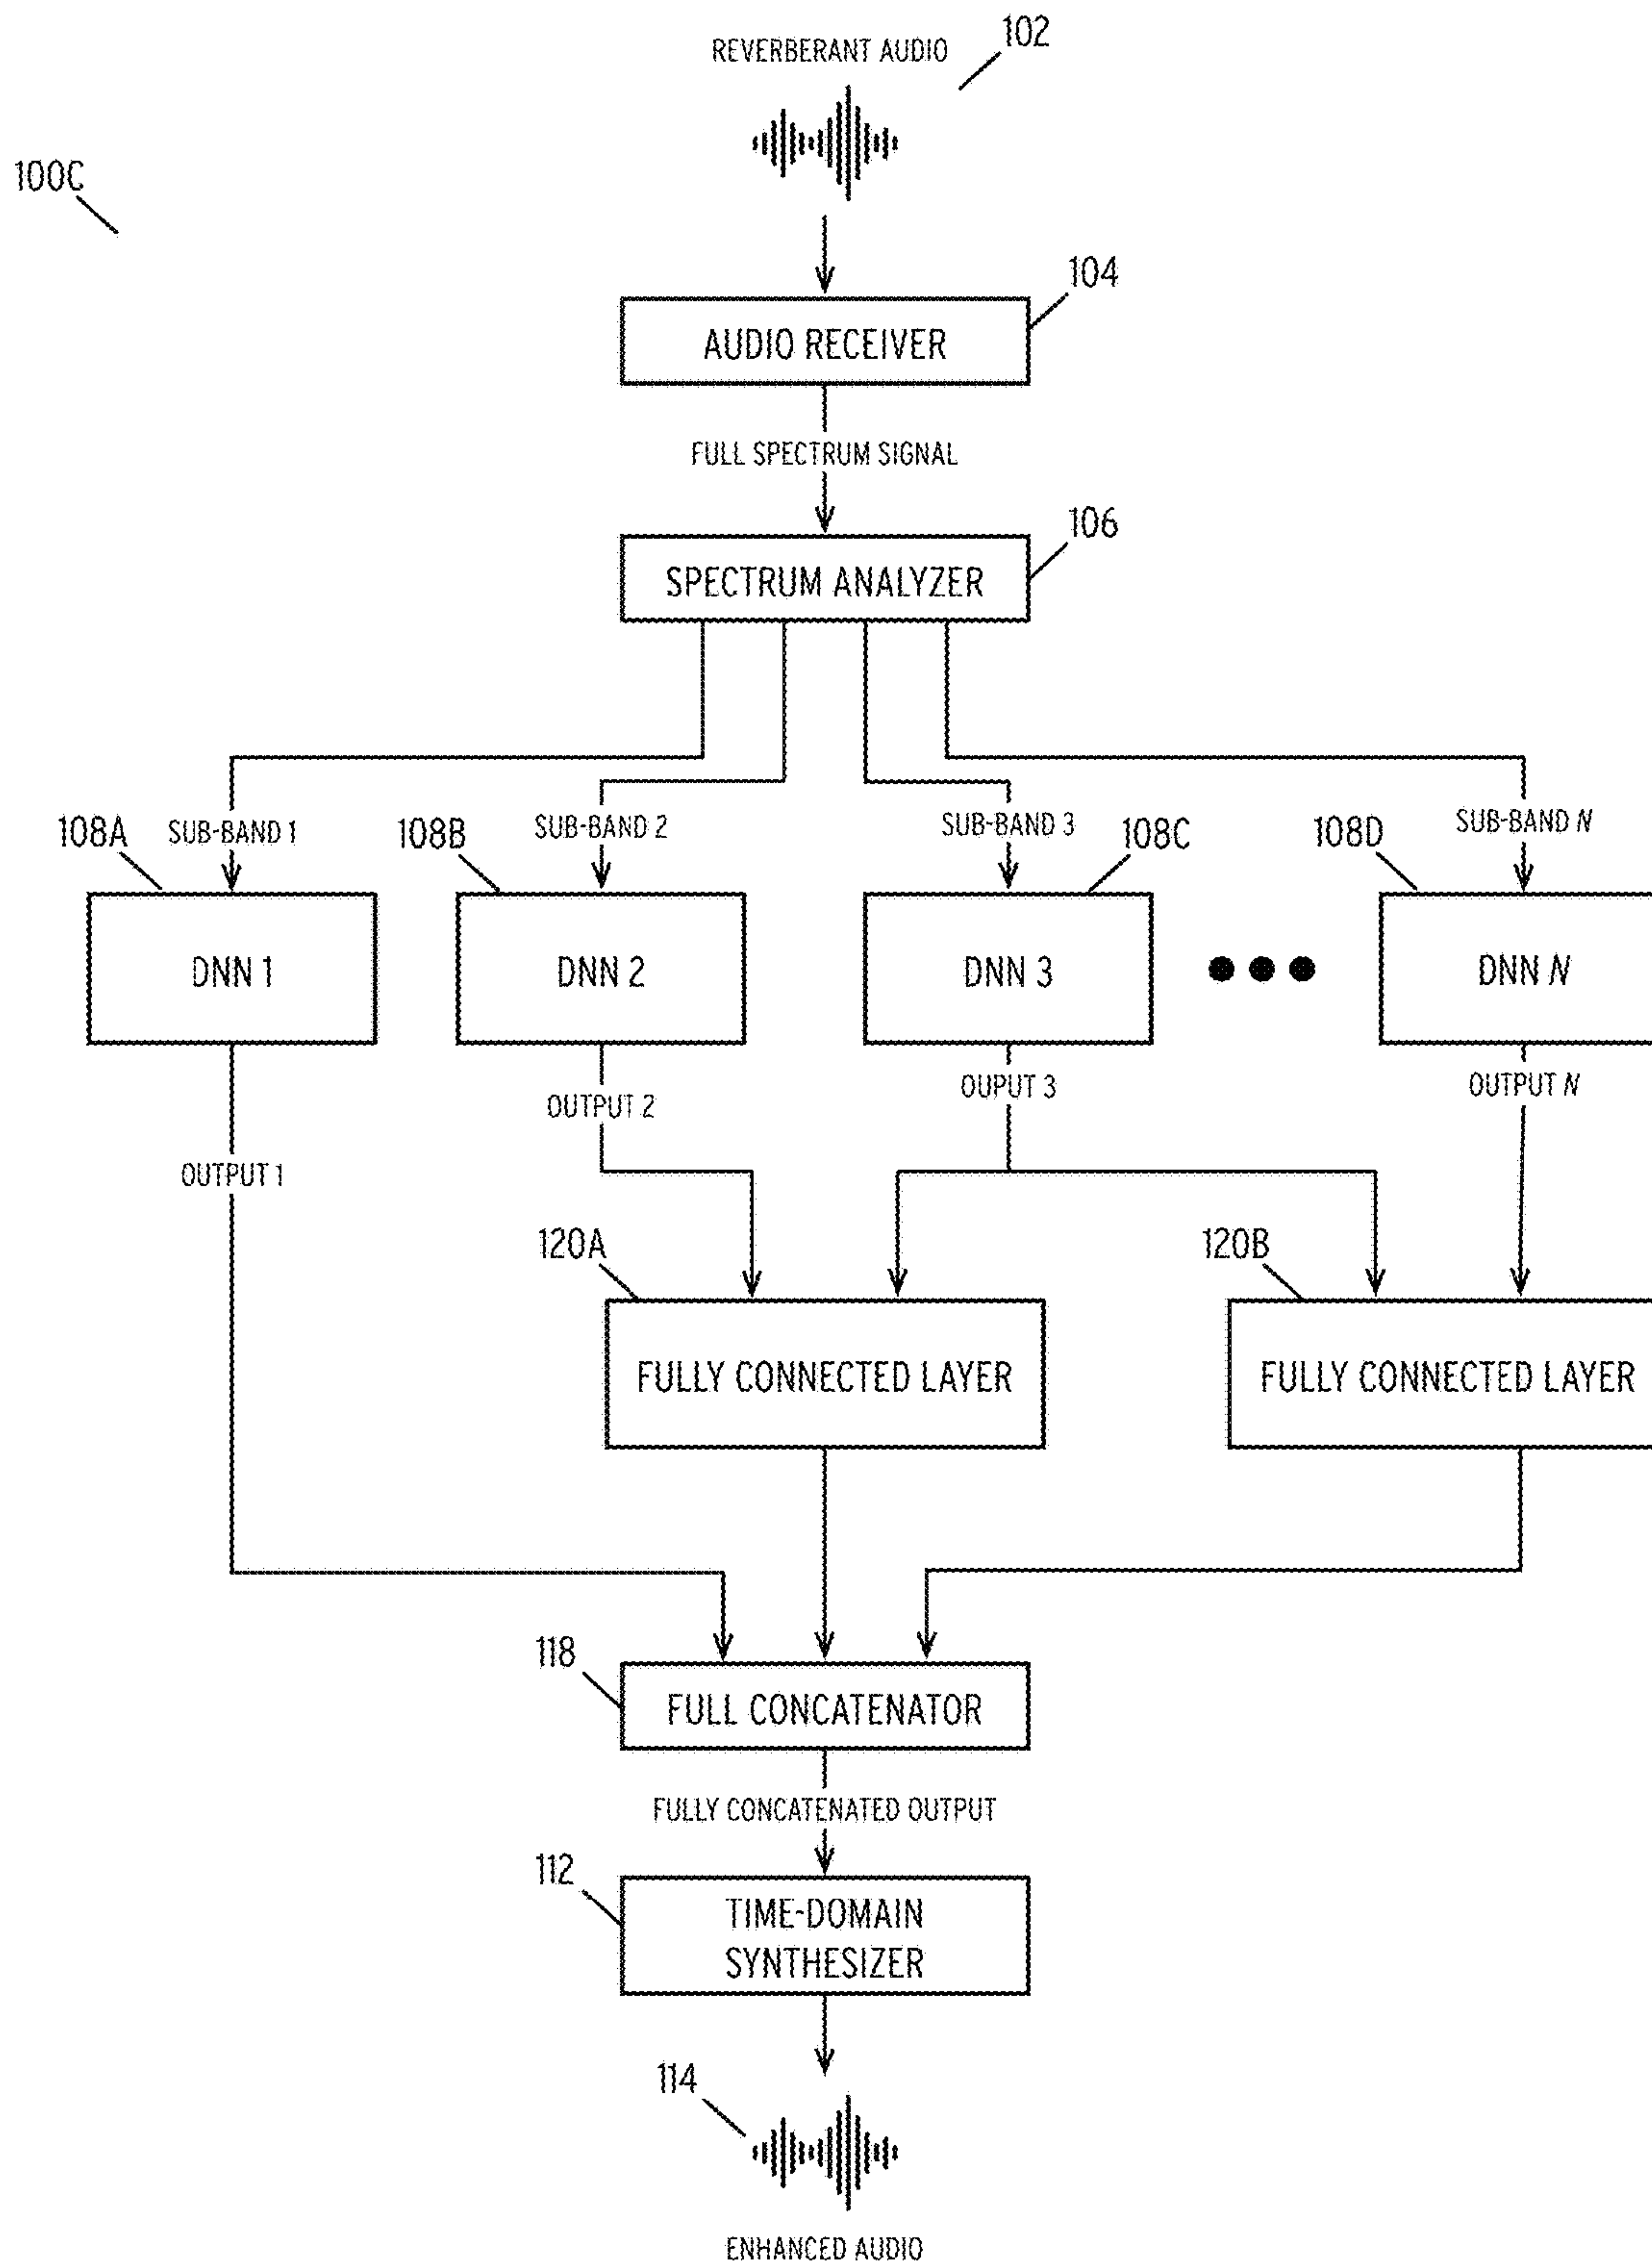 102
REVERBERANT AUDIO
100C
104
AUDIO RECEIVER
FULL SPECTRUM SIGNAL
106
SPECTRUM ANALYZER
108A
SUB-BAND 1
108B
SUB-BAND 2
SUB-BAND 3
108C
108D
SUB-BAND N
DNN 1
DNN 2
DNN 3
DNN N
OUTPUT 1
OUTPUT 2
OUPUT 3
OUTPUT N
120A
120B
FULLY CONNECTED LAYER
FULLY CONNECTED LAYER
118
FULL CONCATENATOR
FULLY CONCATENATED OUTPUT
112
TIME-DOMAIN
SYNTHESIZER
114
ENHANCED AUDIO